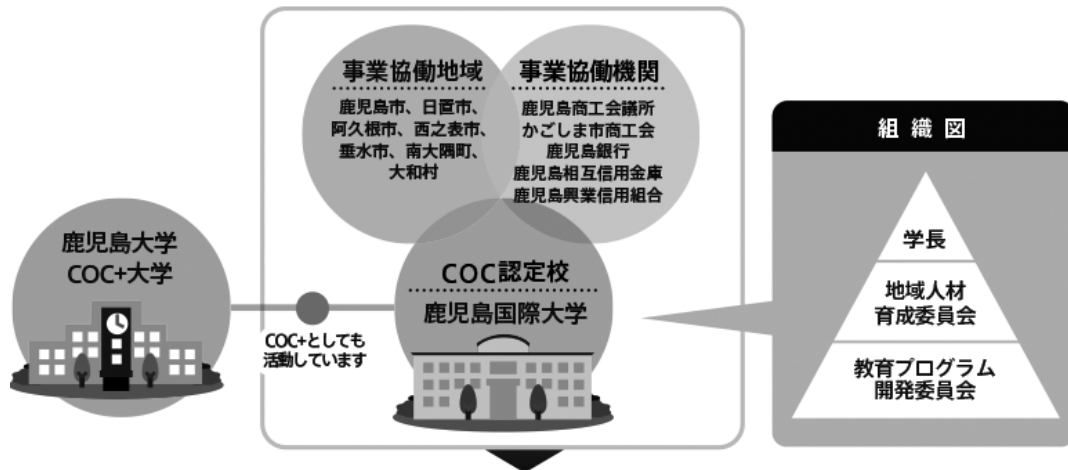 事業協働地域
鹿児島市、日置市、
阿久根市、西之表市、
垂水市、南大隅町、
大和村
事業協働機関
鹿児島商工会議所
かごしま市商工会
鹿児島銀行
鹿児島相互信用金庫
鹿児島興業信用組合
鹿児島大学
COC+大学
COC+としても
活動しています
COC認定校
鹿児島国際大学
組織図
学長
地域人材
育成委員会
教育プログラム
開発委員会